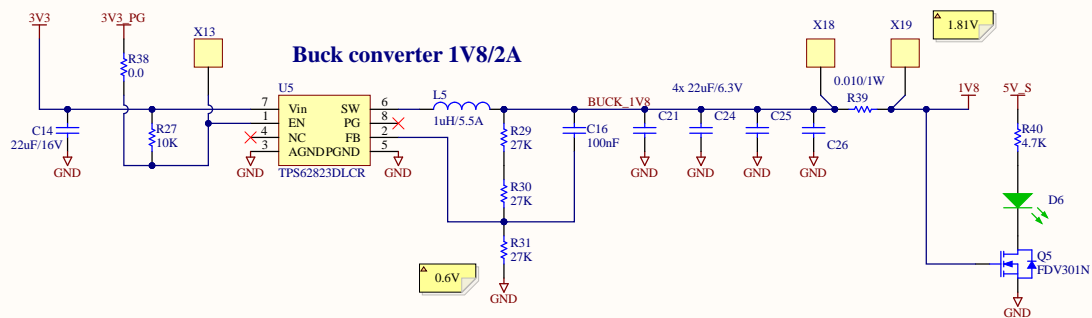 3V3
3V3_PG
X13
R38
0.0
Buck converter 1V8/2A
X18
X19
1.81V
U5
7
Vin
SW
6
1
EN
PG
8
4
NC
FB
2
3
AGND
PGND
5
TPS62823DLCR
C14
22uF/16V
GND
R27
10K
GND
GND
L5
1uH/5.5A
R29
27K
R30
27K
R31
27K
GND
0.6V
C16
100nF
BUCK_1V8
4x 22uF/6.3V
C21
GND
C24
GND
C25
GND
C26
GND
0.010/1W
R39
1V8
5V_S
R40
4.7K
D6
Q5
FDV301N
GND